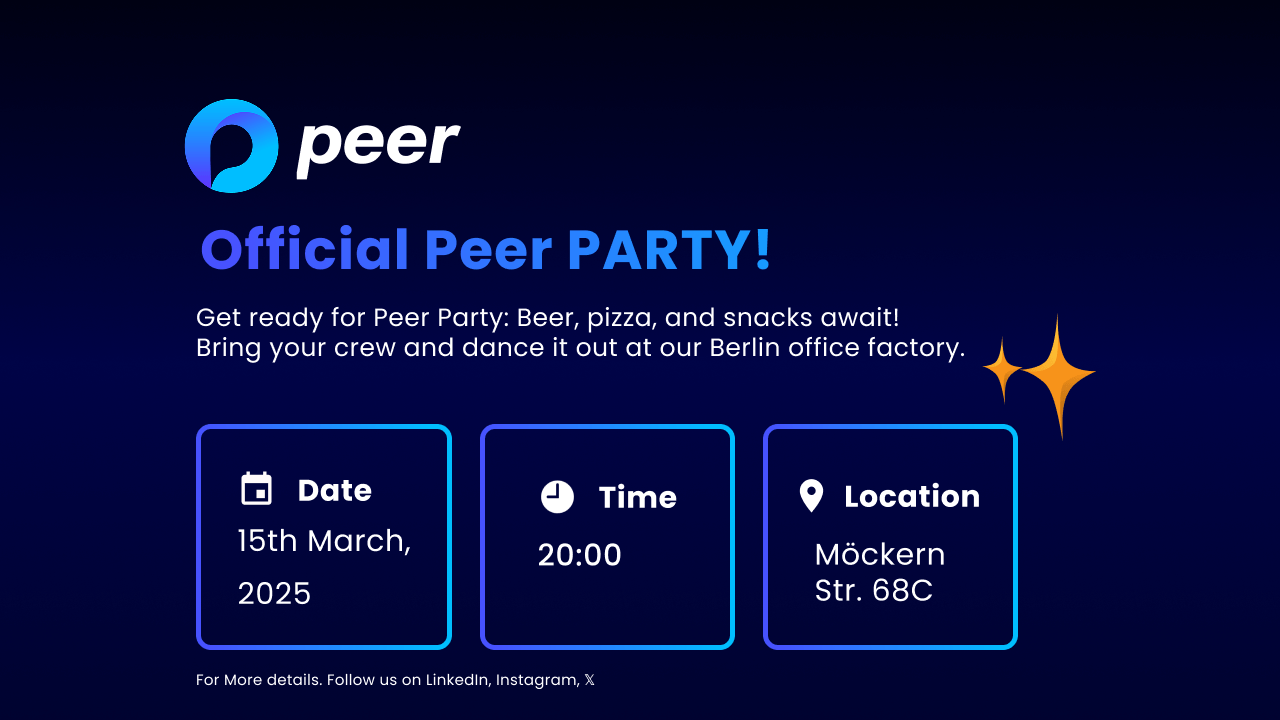 peer
Official Peer PARTY!
Get ready for Peer Party: Beer, pizza, and snacks await!
Bring your crew and dance it out at our Berlin office factory.
Date
15th March,
2025
Time
20:00
Location
Möckern
Str. 68C
For More details. Follow us on LinkedIn, Instagram, 𝕏